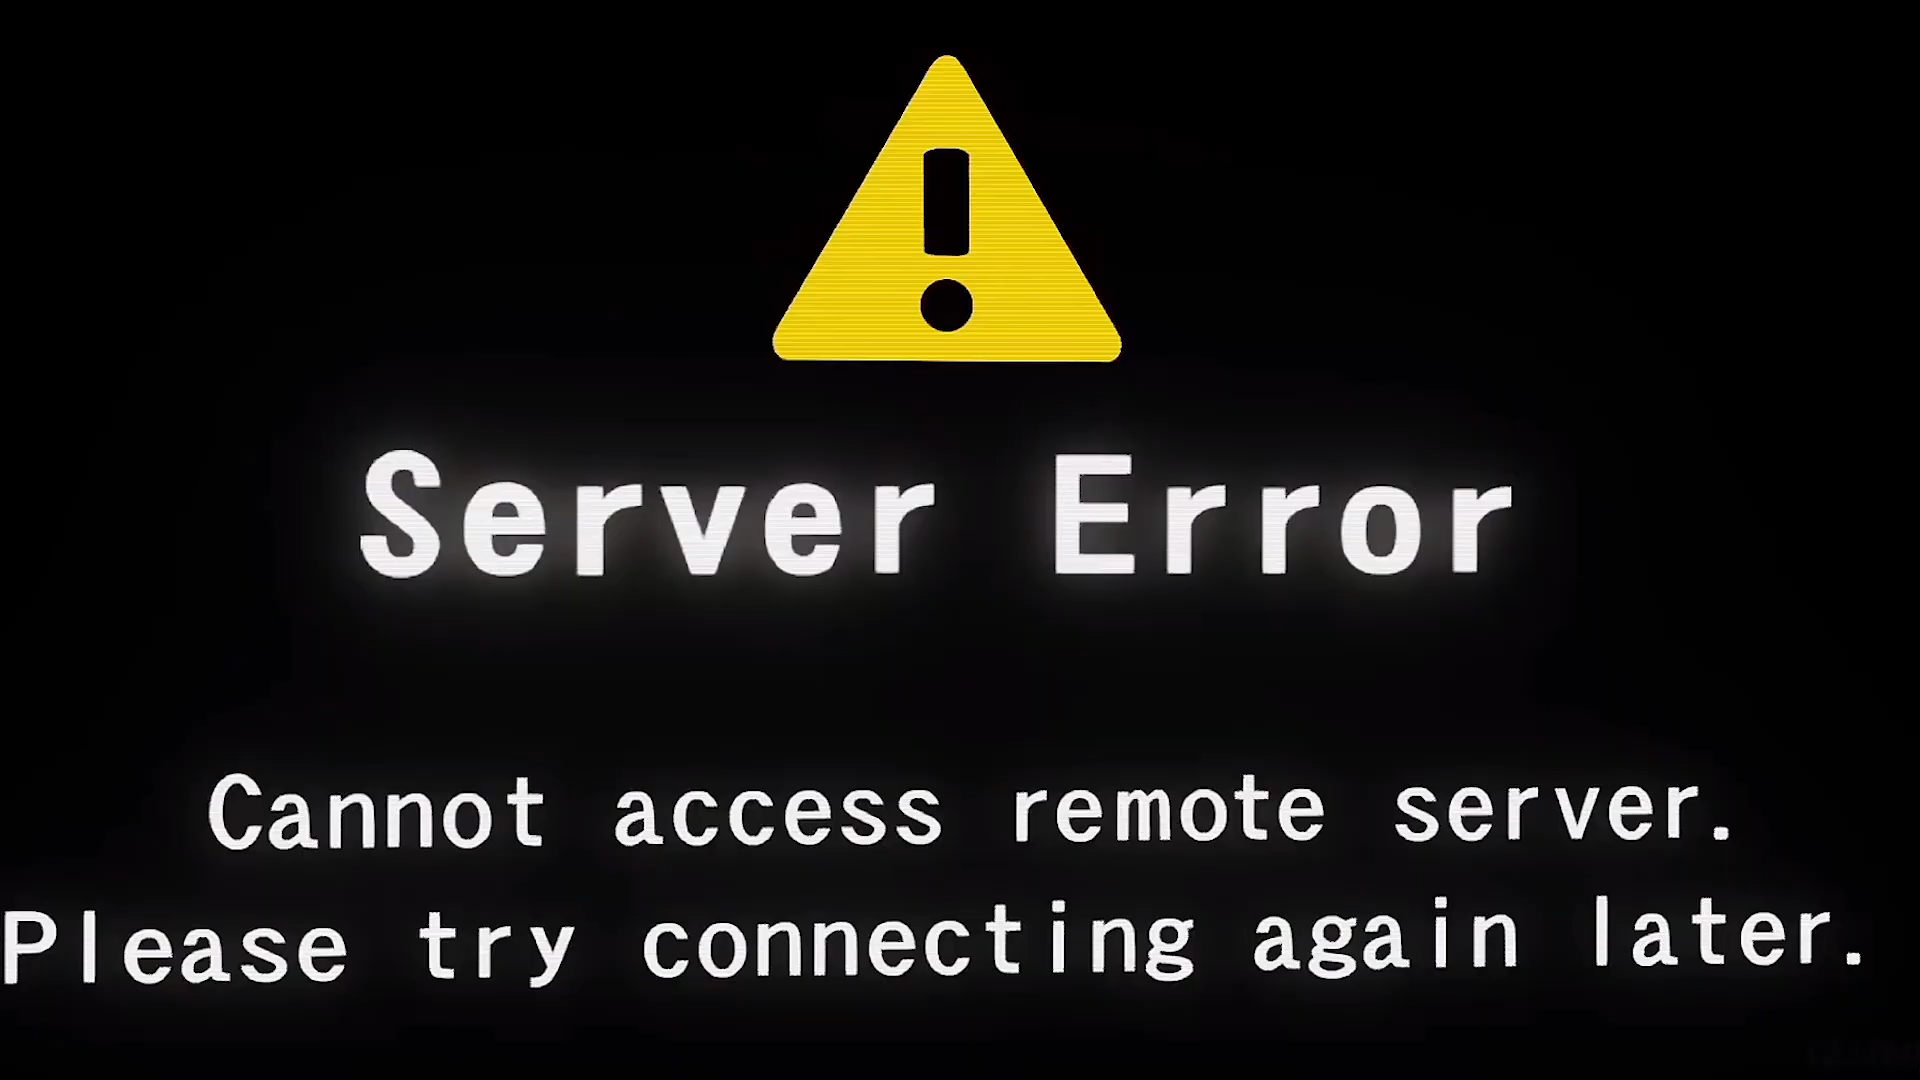 Server Error
Cannot access remote server.
Please try connecting again later.